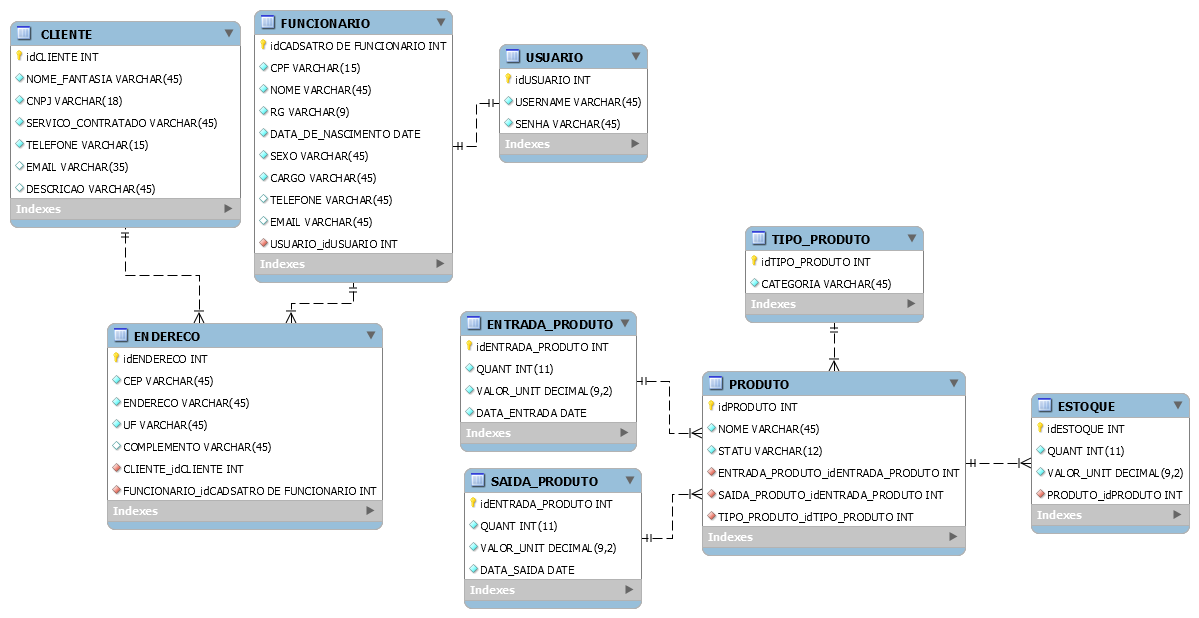 CLIENTE
idCLIENTE INT
NOME_FANTASIA VARCHAR(45)
CNPJ VARCHAR(18)
SERVICO_CONTRATADO VARCHAR(45)
TELEFONE VARCHAR(15)
EMAIL VARCHAR(35)
DESCRICAO VARCHAR(45)
Indexes
FUNCIONARIO
idCADSATRO DE FUNCIONARIO INT
CPF VARCHAR(15)
NOME VARCHAR(45)
RG VARCHAR(9)
DATA_DE_NASCIMENTO DATE
SEXO VARCHAR(45)
CARGO VARCHAR(45)
TELEFONE VARCHAR(45)
EMAIL VARCHAR(45)
USUARIO_idUSUARIO INT
Indexes
USUARIO
idUSUARIO INT
USERNAME VARCHAR(45)
SENHA VARCHAR(45)
Indexes
TIPO_PRODUTO
idTIPO_PRODUTO INT
CATEGORIA VARCHAR(45)
Indexes
ENDERECO
idENDERECO INT
CEP VARCHAR(45)
ENDERECO VARCHAR(45)
UF VARCHAR(45)
COMPLEMENTO VARCHAR(45)
CLIENTE_idCLIENTE INT
FUNCIONARIO_idCADSATRO DE FUNCIONARIO INT
Indexes
ENTRADA_PRODUTO
idENTRADA_PRODUTO INT
QUANT INT(11)
VALOR_UNIT DECIMAL(9,2)
DATA_ENTRADA DATE
Indexes
SAIDA_PRODUTO
idENTRADA_PRODUTO INT
QUANT INT(11)
VALOR_UNIT DECIMAL(9,2)
DATA_SAIDA DATE
Indexes
PRODUTO
idPRODUTO INT
NOME VARCHAR(45)
STATU VARCHAR(12)
ENTRADA_PRODUTO_idENTRADA_PRODUTO INT
SAIDA_PRODUTO_idENTRADA_PRODUTO INT
TIPO_PRODUTO_idTIPO_PRODUTO INT
Indexes
ESTOQUE
idESTOQUE INT
QUANT INT(11)
VALOR_UNIT DECIMAL(9,2)
PRODUTO_idPRODUTO INT
Indexes